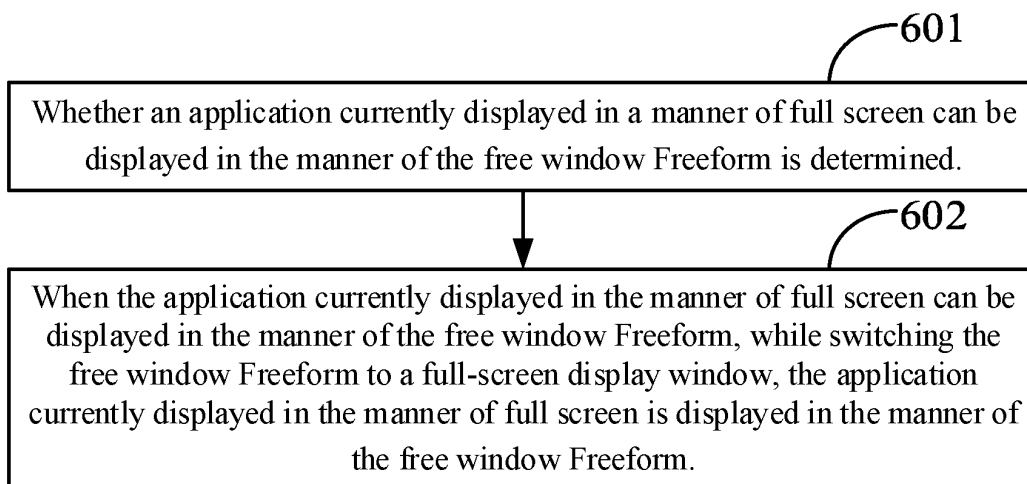 601
Whether an application currently displayed in a manner of full screen can be
displayed in the manner of the free window Freeform is determined.
602
When the application currently displayed in the manner of full screen can be
displayed in the manner of the free window Freeform, while switching the
free window Freeform to a full-screen display window, the application
currently displayed in the manner of full screen is displayed in the manner of
the free window Freeform.